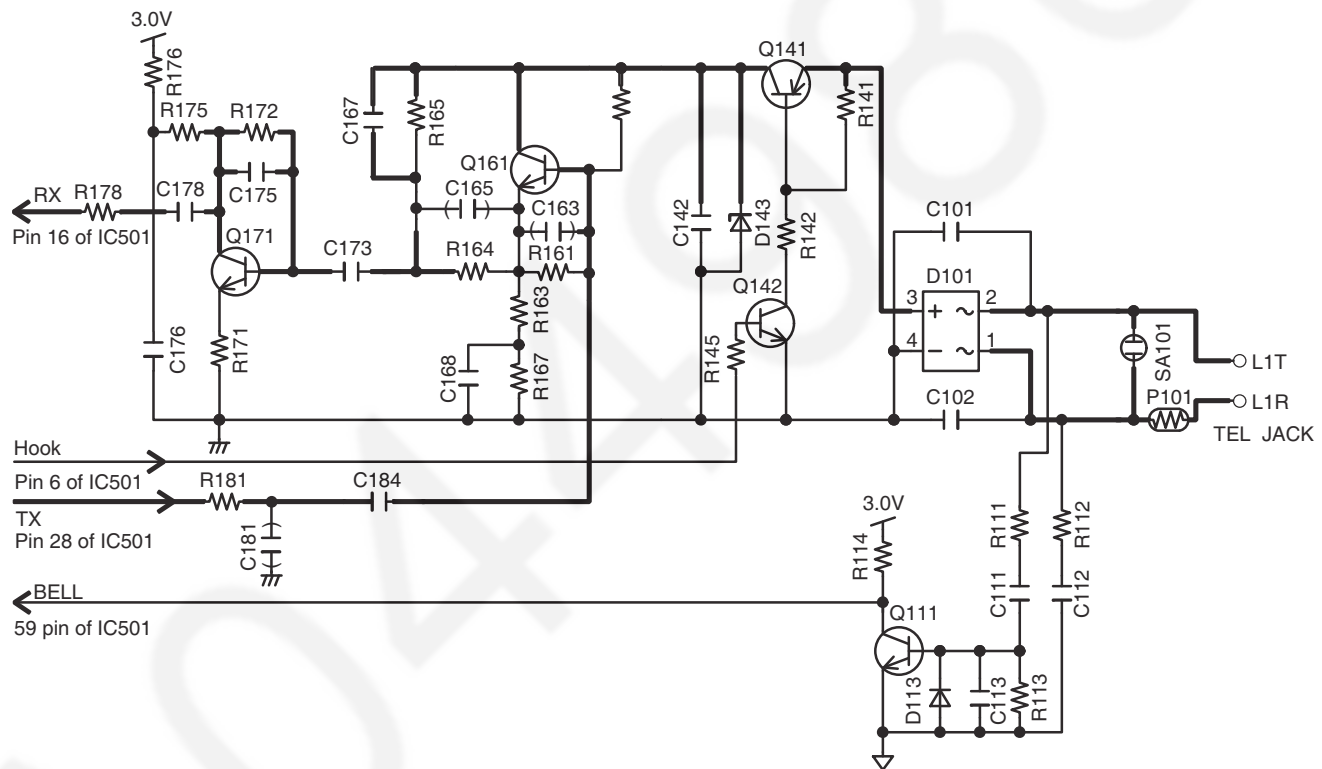 3.0V
R176
R175
R172
C175
RX
R178
C178
Pin 16 of IC501
Q171
C176
R171
C173
C167
R165
Q161
C165
C163
R164
R161
R163
C168
R167
C142
D143
Q141
R141
R142
Q142
R145
C101
D101
3
+
~
2
4
−
~
1
C102
SA101
P101
L1T
L1R
TEL JACK
Hook
Pin 6 of IC501
R181
C184
TX
Pin 28 of IC501
C181
BELL
59 pin of IC501
3.0V
R114
Q111
D113
C113
R113
R111
R112
C111
C112